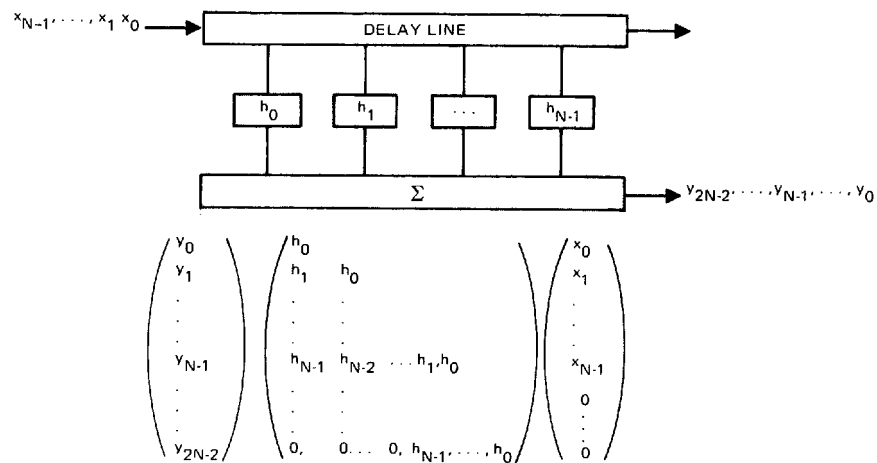 x_{N-1}, . . . , x_1 x_0
DELAY LINE
h_0 h_1 . . . h_{N-1}
Σ
y_{2N-2}, . . . . , y_{N-1}, . . . . , y_0
y_0 h_0 x_0
y_1 h_1 h_0 x_1
. . . .
. . . .
. . . .
y_{N-1} h_{N-1} h_{N-2} . . . h_1,h_0 x_{N-1}
. . . 0
. . . .
. . . .
y_{2N-2} 0, 0 . . . 0, h_{N-1}, . . . , h_0 0